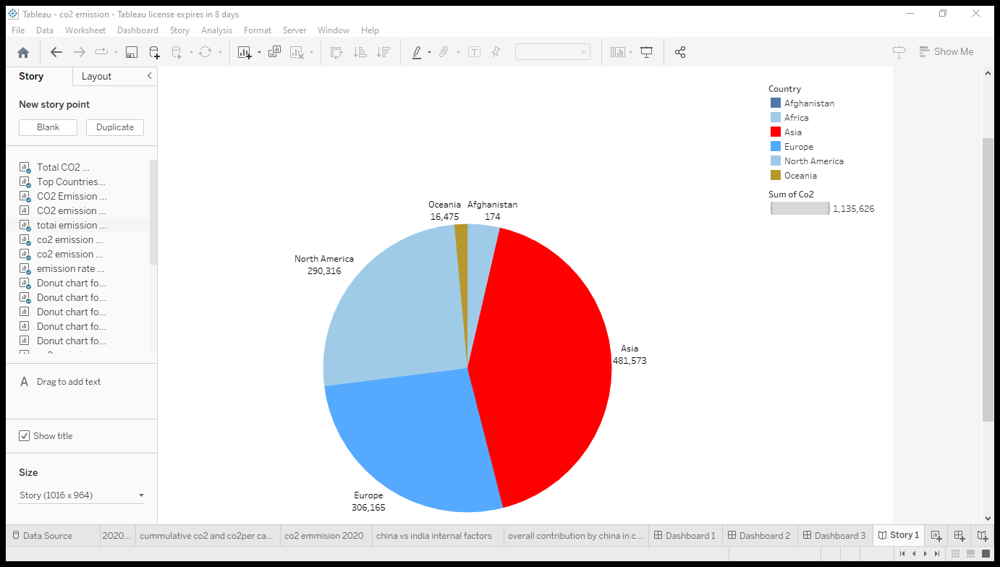 Tableau - co2 emission - Tableau license expires in 8 days
File Data Worksheet Dashboard Story Analysis Format Server Window Help
Show Me
Story Layout
New story point
Blank Duplicate
Total CO2 ...
Top Countries...
CO2 Emission ...
CO2 emission ...
totai emission ...
co2 emission ...
co2 emission ...
emission rate ...
Donut chart fo...
Donut chart fo...
Donut chart fo...
Donut chart fo...
Donut chart fo...
A Drag to add text
Show title
Size
Story (1016 x 964)
Country
Afghanistan
Africa
Asia
Europe
North America
Oceania
Sum of Co2
1,135,626
Oceania
16,475
Afghanistan
174
North America
290,316
Asia
481,573
Europe
306,165
Data Source 2020... cummulative co2 and co2per ca... co2 emmision 2020 china vs india internal factors overall contribution by china in c... Dashboard 1 Dashboard 2 Dashboard 3 Story 1